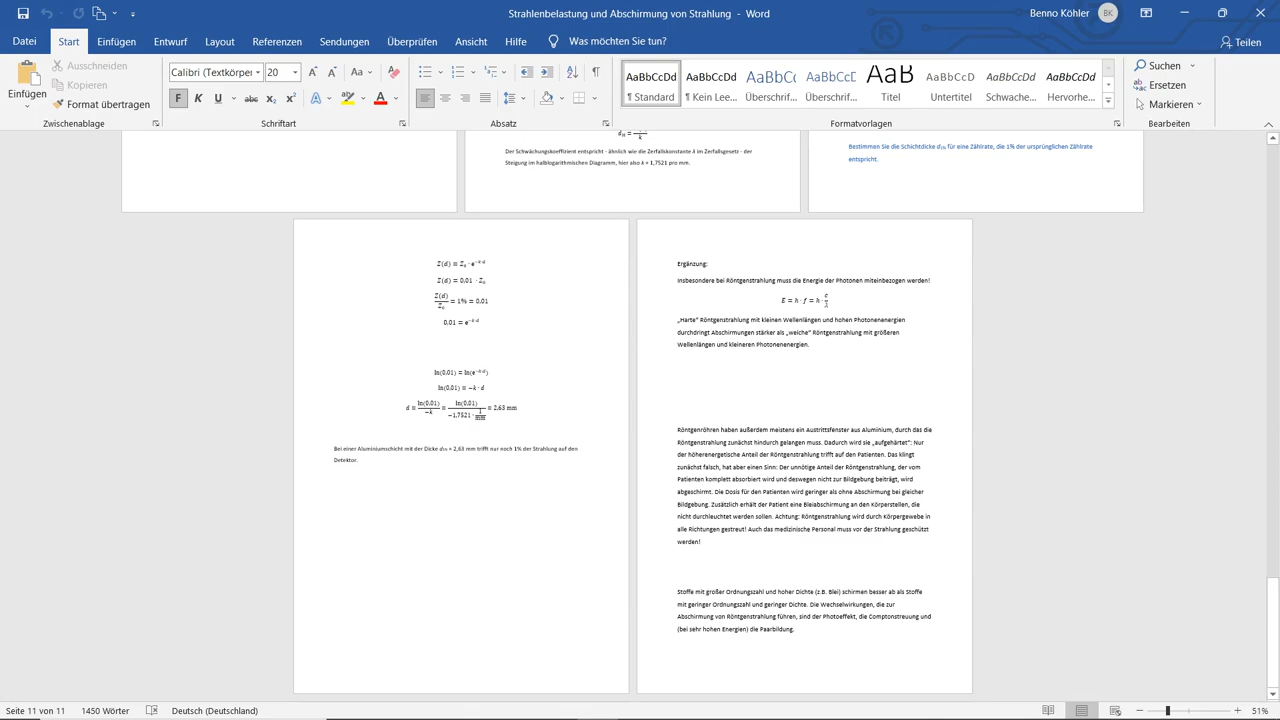 Benno Köhler BK
Datei Start Einfügen Entwurf Layout Referenzen Sendungen Überprüfen Ansicht Hilfe Was möchten Sie tun? Teilen
Ausschneiden
Kopieren
Format übertragen
Einfügen
Calibri (Textkörper) 20
F K U abc x₂ x²
AaBbCcDd AaBbCcDd AaBbCc AaBbCcD AaB AaBbCcD AaBbCcDd AaBbCcDd
¶ Standard ¶ Kein Lee... Überschrif... Überschrif... Titel Untertitel Schwache... Hervorhe...
Suchen
Ersetzen
Markieren
Zwischenablage Schriftart Absatz Formatvorlagen Bearbeiten
Der Schwächungskoeffizient entspricht - ähnlich wie die Zerfallskonstante λ im Zerfallsgesetz - der
Steigung im halblogarithmischen Diagramm, hier also k = 1,7521 pro mm.
Bestimmen Sie die Schichtdicke d₁% für eine Zählrate, die 1% der ursprünglichen Zählrate
entspricht.
Z(d) = Z₀ · e^(−k·d)
Z(d) = 0,01 · Z₀
Z(d)/Z₀ = 1% = 0,01
0,01 = e^(−k·d)
ln(0,01) = ln(e^(−k·d))
ln(0,01) = −k · d
d = ln(0,01)/−k = ln(0,01)/(−1,7521 · 1/mm) = 2,63 mm
Bei einer Aluminiumschicht mit der Dicke d₁% = 2,63 mm trifft nur noch 1% der Strahlung auf den
Detektor.
Ergänzung:
Insbesondere bei Röntgenstrahlung muss die Energie der Photonen miteinbezogen werden!
E = h · f = h · c/λ
„Harte“ Röntgenstrahlung mit kleinen Wellenlängen und hohen Photonenenergien
durchdringt Abschirmungen stärker als „weiche“ Röntgenstrahlung mit größeren
Wellenlängen und kleineren Photonenenergien.
Röntgenröhren haben außerdem meistens ein Austrittsfenster aus Aluminium, durch das die
Röntgenstrahlung zunächst hindurch gelangen muss. Dadurch wird sie „aufgehärtet“: Nur
der höherenergetische Anteil der Röntgenstrahlung trifft auf den Patienten. Das klingt
zunächst falsch, hat aber einen Sinn: Der unnötige Anteil der Röntgenstrahlung, der vom
Patienten komplett absorbiert wird und deswegen nicht zur Bildgebung beiträgt, wird
abgeschirmt. Die Dosis für den Patienten wird geringer als ohne Abschirmung bei gleicher
Bildgebung. Zusätzlich erhält der Patient eine Bleiabschirmung an den Körperstellen, die
nicht durchleuchtet werden sollen. Achtung: Röntgenstrahlung wird durch Körpergewebe in
alle Richtungen gestreut! Auch das medizinische Personal muss vor der Strahlung geschützt
werden!
Stoffe mit großer Ordnungszahl und hoher Dichte (z.B. Blei) schirmen besser ab als Stoffe
mit geringer Ordnungszahl und geringer Dichte. Die Wechselwirkungen, die zur
Abschirmung von Röntgenstrahlung führen, sind der Photoeffekt, die Comptonstreuung und
(bei sehr hohen Energien) die Paarbildung.
Seite 11 von 11 1450 Wörter Deutsch (Deutschland) 51%